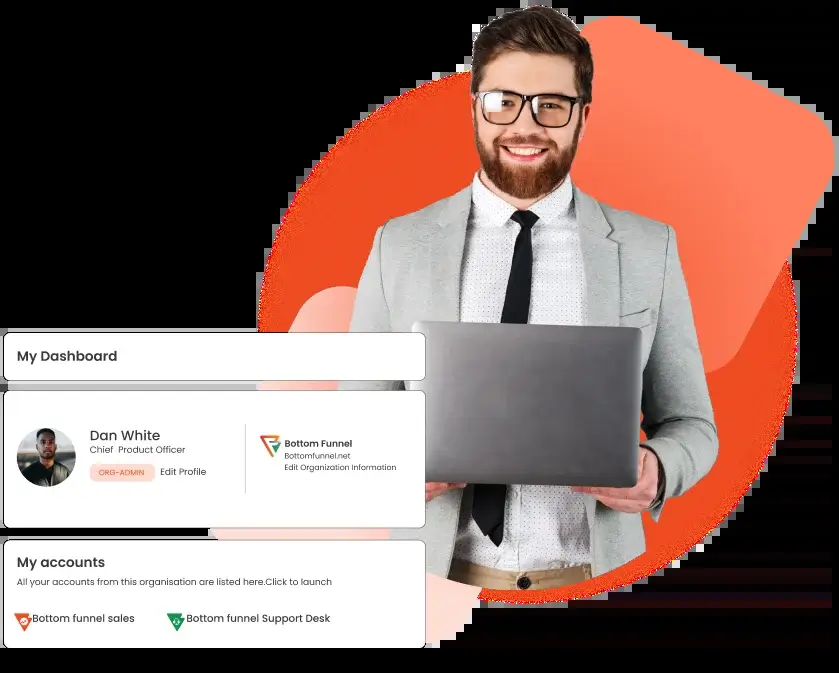 My Dashboard
Dan White
Chief Product Officer
ORG-ADMIN
Edit Profile
Bottom Funnel
Bottomfunnel.net
Edit Organization Information
My accounts
All your accounts from this organisation are listed here.Click to launch
Bottom funnel sales
Bottom funnel Support Desk